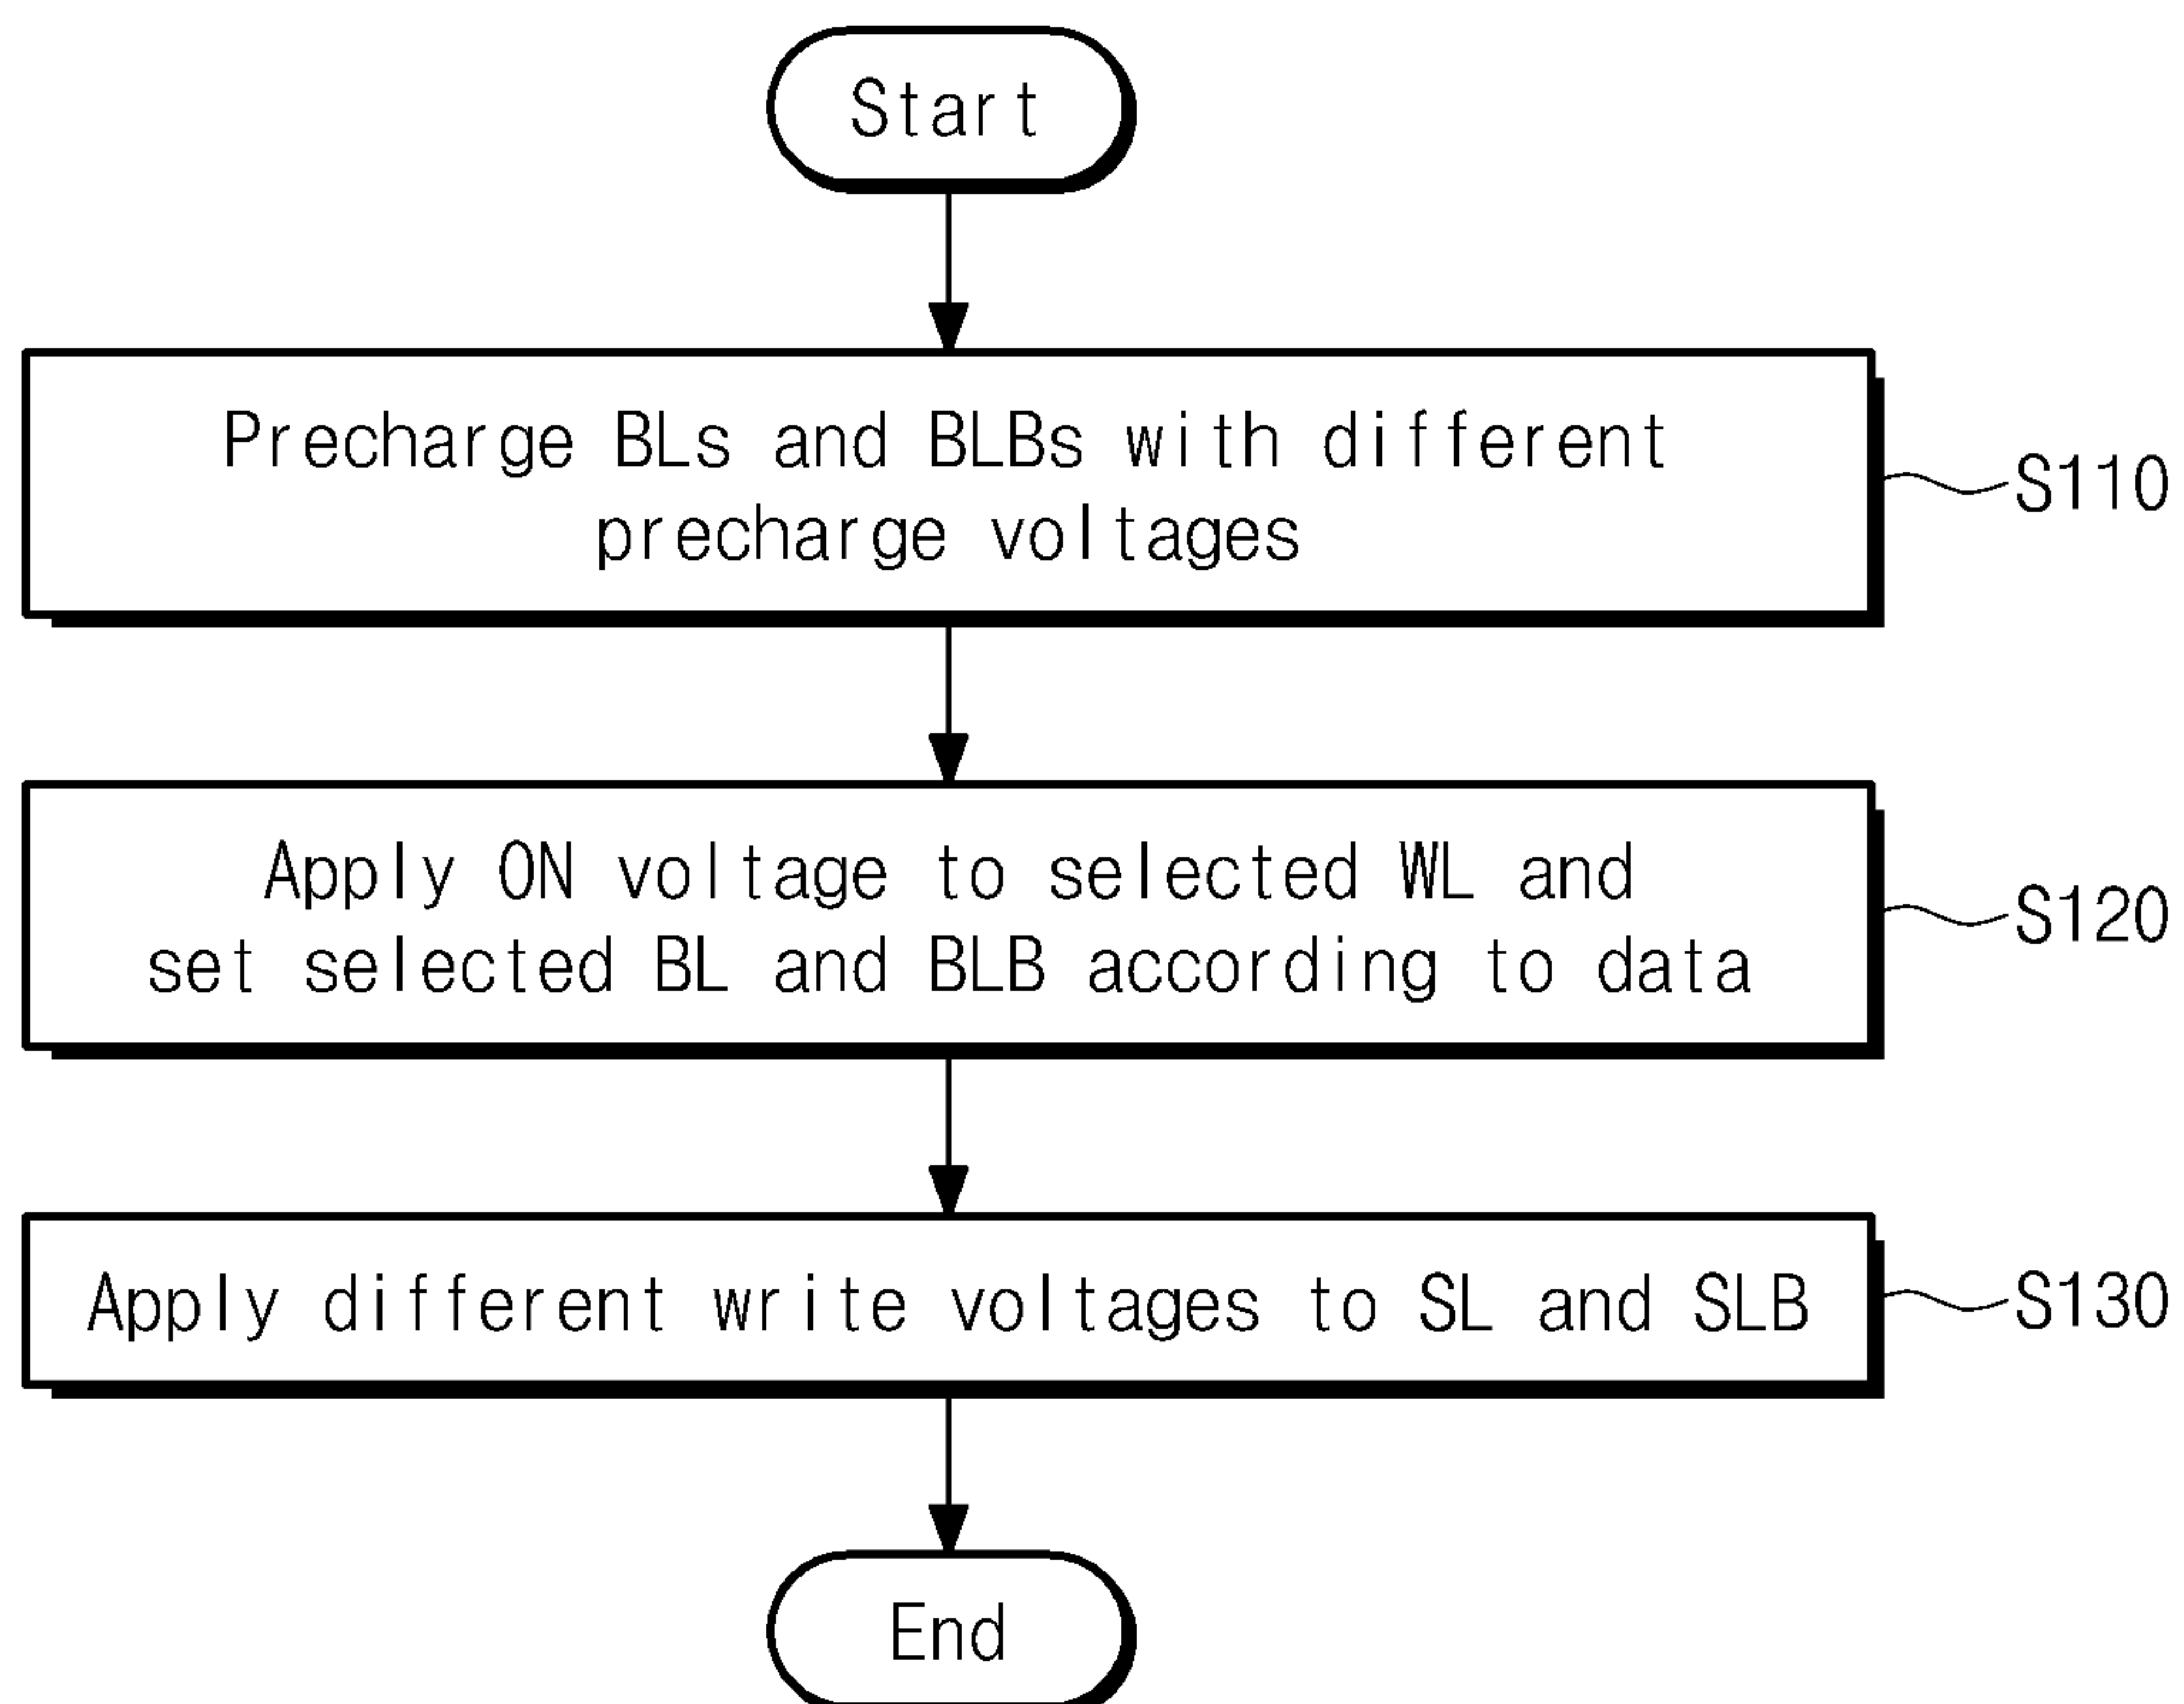 Start
Precharge BLs and BLBs with different
precharge voltages
S110
Apply ON voltage to selected WL and
set selected BL and BLB according to data
S120
Apply different write voltages to SL and SLB
S130
End